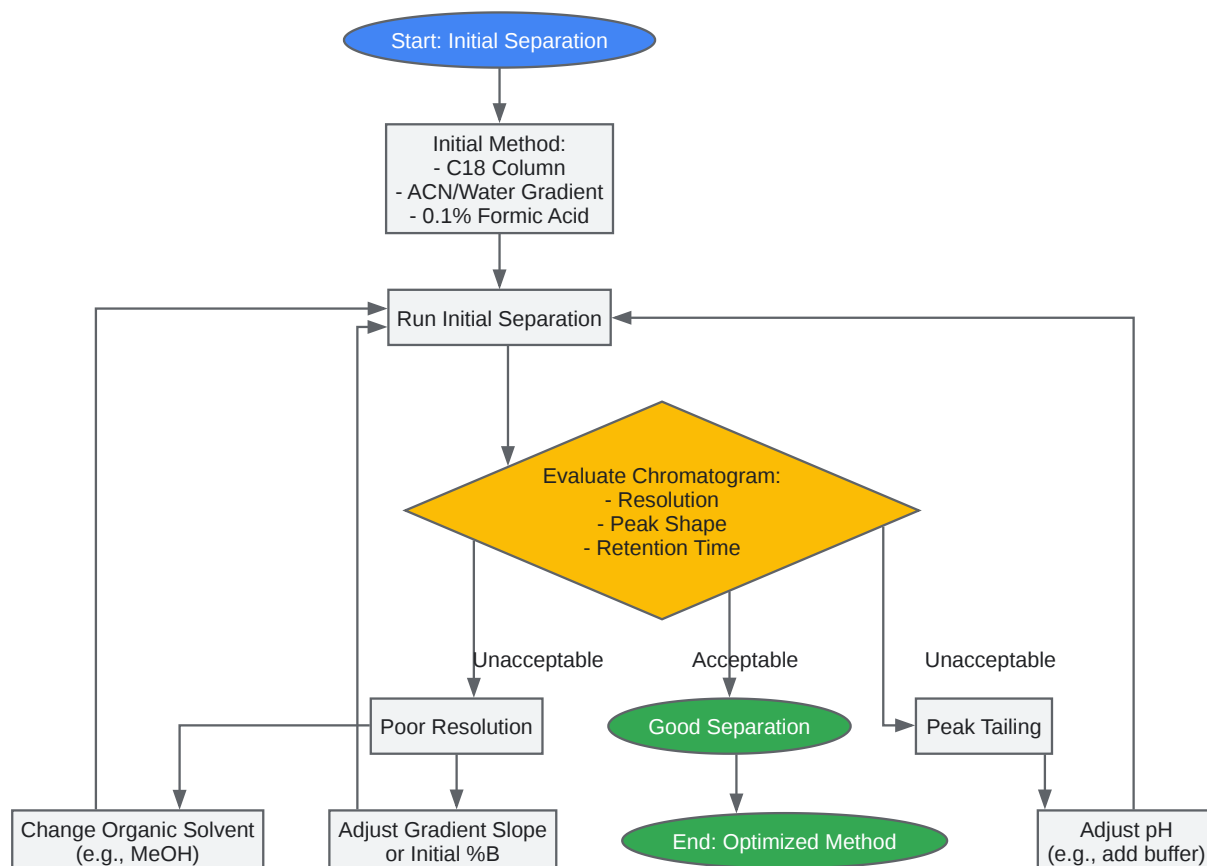 Start: Initial Separation
Initial Method:
- C18 Column
- ACN/Water Gradient
- 0.1% Formic Acid
Run Initial Separation
Evaluate Chromatogram:
- Resolution
- Peak Shape
- Retention Time
Unacceptable
Acceptable
Unacceptable
Poor Resolution
Good Separation
Peak Tailing
Change Organic Solvent
(e.g., MeOH)
Adjust Gradient Slope
or Initial %B
End: Optimized Method
Adjust pH
(e.g., add buffer)